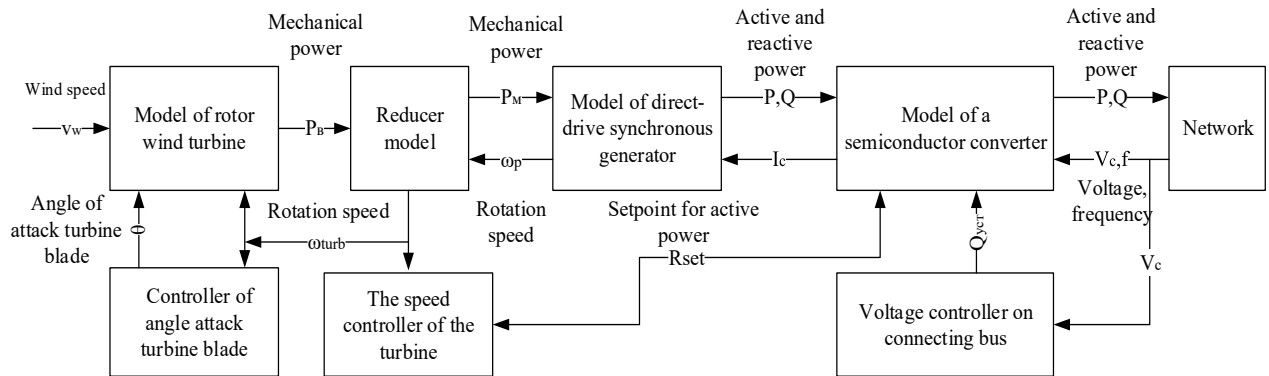 Wind speed
vw
Model of rotor
wind turbine
Mechanical
power
PB
Reducer
model
Mechanical
power
PM
ωp
Model of direct-
drive synchronous
generator
Active and
reactive
power
P,Q
Ic
Model of a
semiconductor converter
Active and
reactive
power
P,Q
Vc,f
Network
Voltage,
frequency
Angle of
attack turbine
blade
θ
Rotation speed
ωturb
Rotation
speed
Setpoint for active
power
Rset
Qуст
Vc
Controller of
angle attack
turbine blade
The speed
controller of the
turbine
Voltage controller on
connecting bus